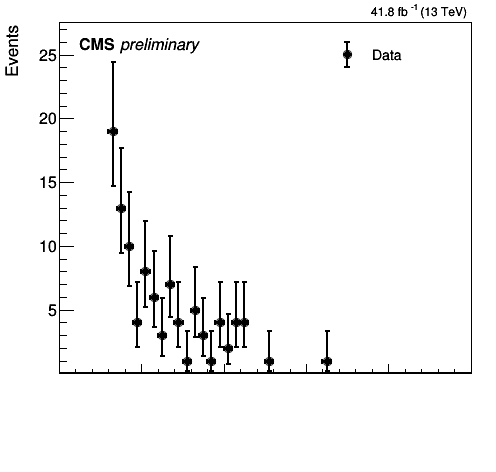 41.8 fb⁻¹ (13 TeV)
Events
CMS preliminary
Data
25
20
15
10
5